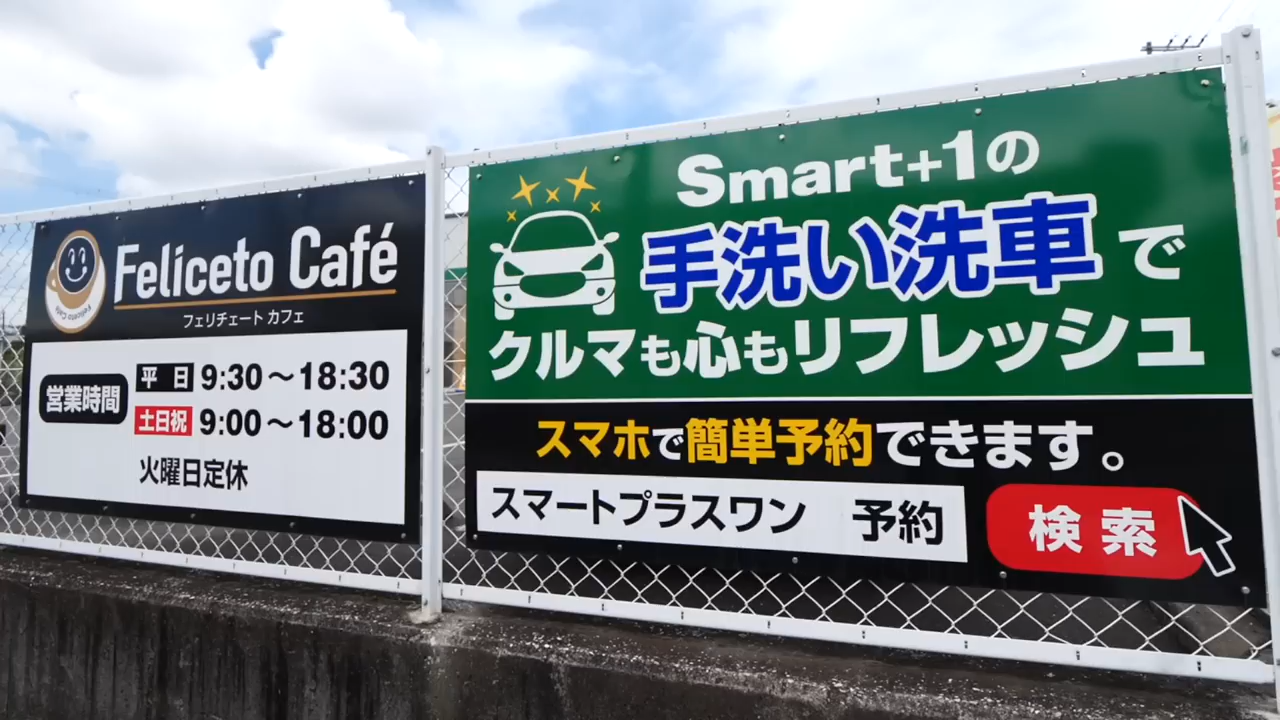 Feliceto Café
Feliceto Café
フェリチェート カフェ
営業時間
平日 9:30～18:30
土日祝 9:00～18:00
火曜日定休
Smart+1の
手洗い洗車で
クルマも心もリフレッシュ
スマホで簡単予約できます。
スマートプラスワン 予約
検索